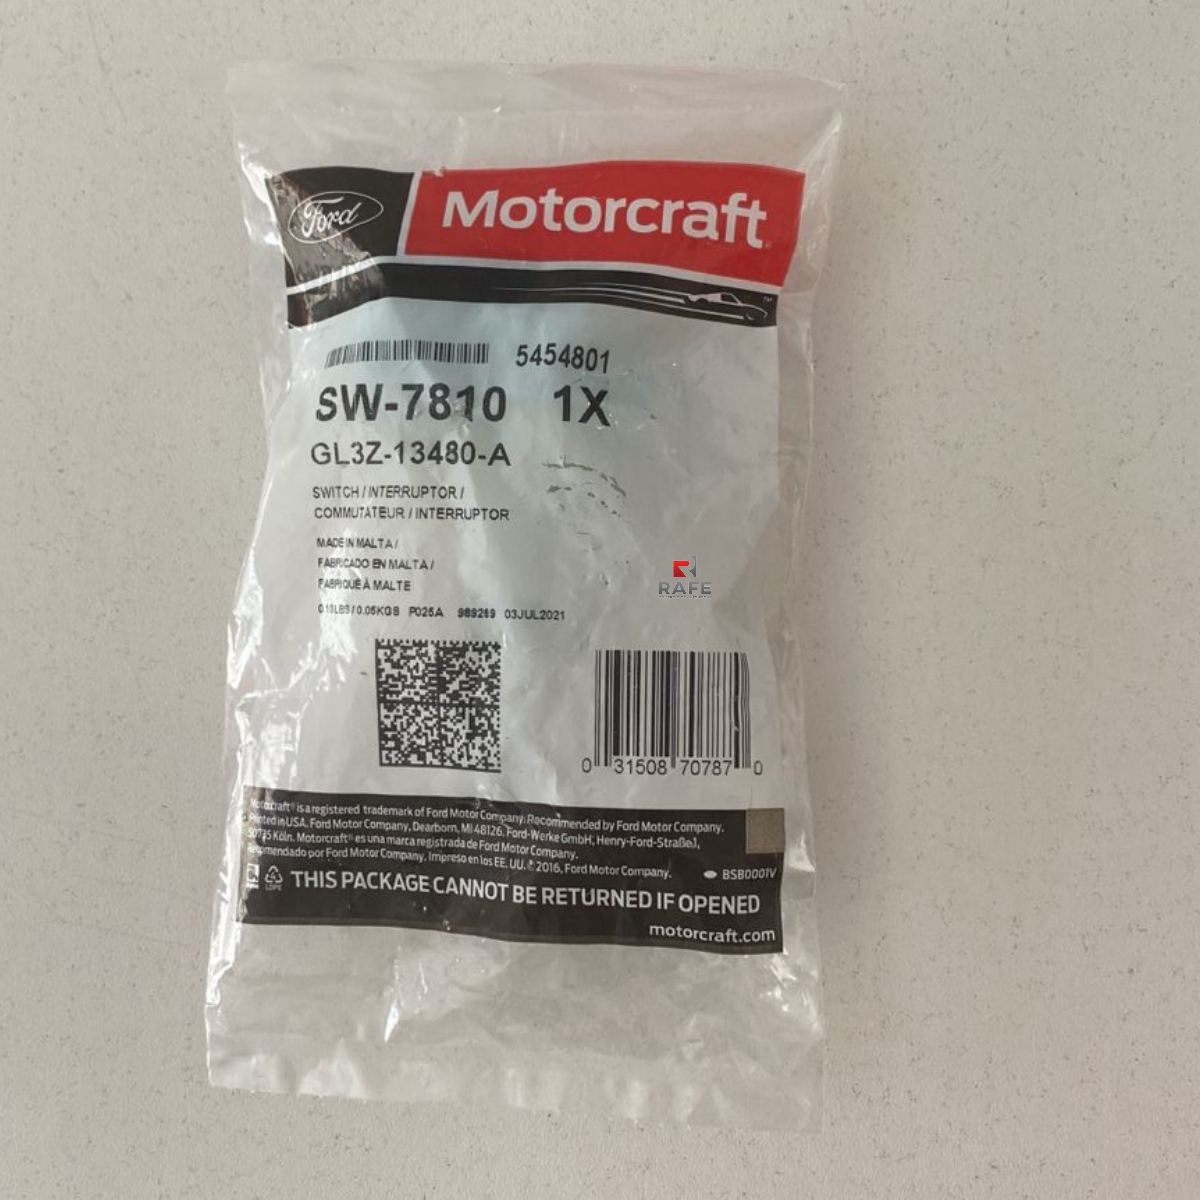 Ford
Motorcraft
5454801
SW-7810 1X
GL3Z-13480-A
SWITCH / INTERRUPTOR /
COMMUTATEUR / INTERRUPTOR
MADE IN MALTA /
FABRICADO EN MALTA /
FABRIQUÉ À MALTE
0.10LBS / 0.05KGS P025A 989269 03JUL2021
RAFE
0 31508 70787 0
Motorcraft® is a registered trademark of Ford Motor Company. Recommended by Ford Motor Company.
Printed in USA. Ford Motor Company, Dearborn, MI 48126. Ford-Werke GmbH, Henry-Ford-Straße1,
50735 Köln. Motorcraft® es una marca registrada de Ford Motor Company.
Recomendado por Ford Motor Company. Impreso en los EE. UU. © 2016, Ford Motor Company.
BSB0001V
LDPE
THIS PACKAGE CANNOT BE RETURNED IF OPENED
motorcraft.com